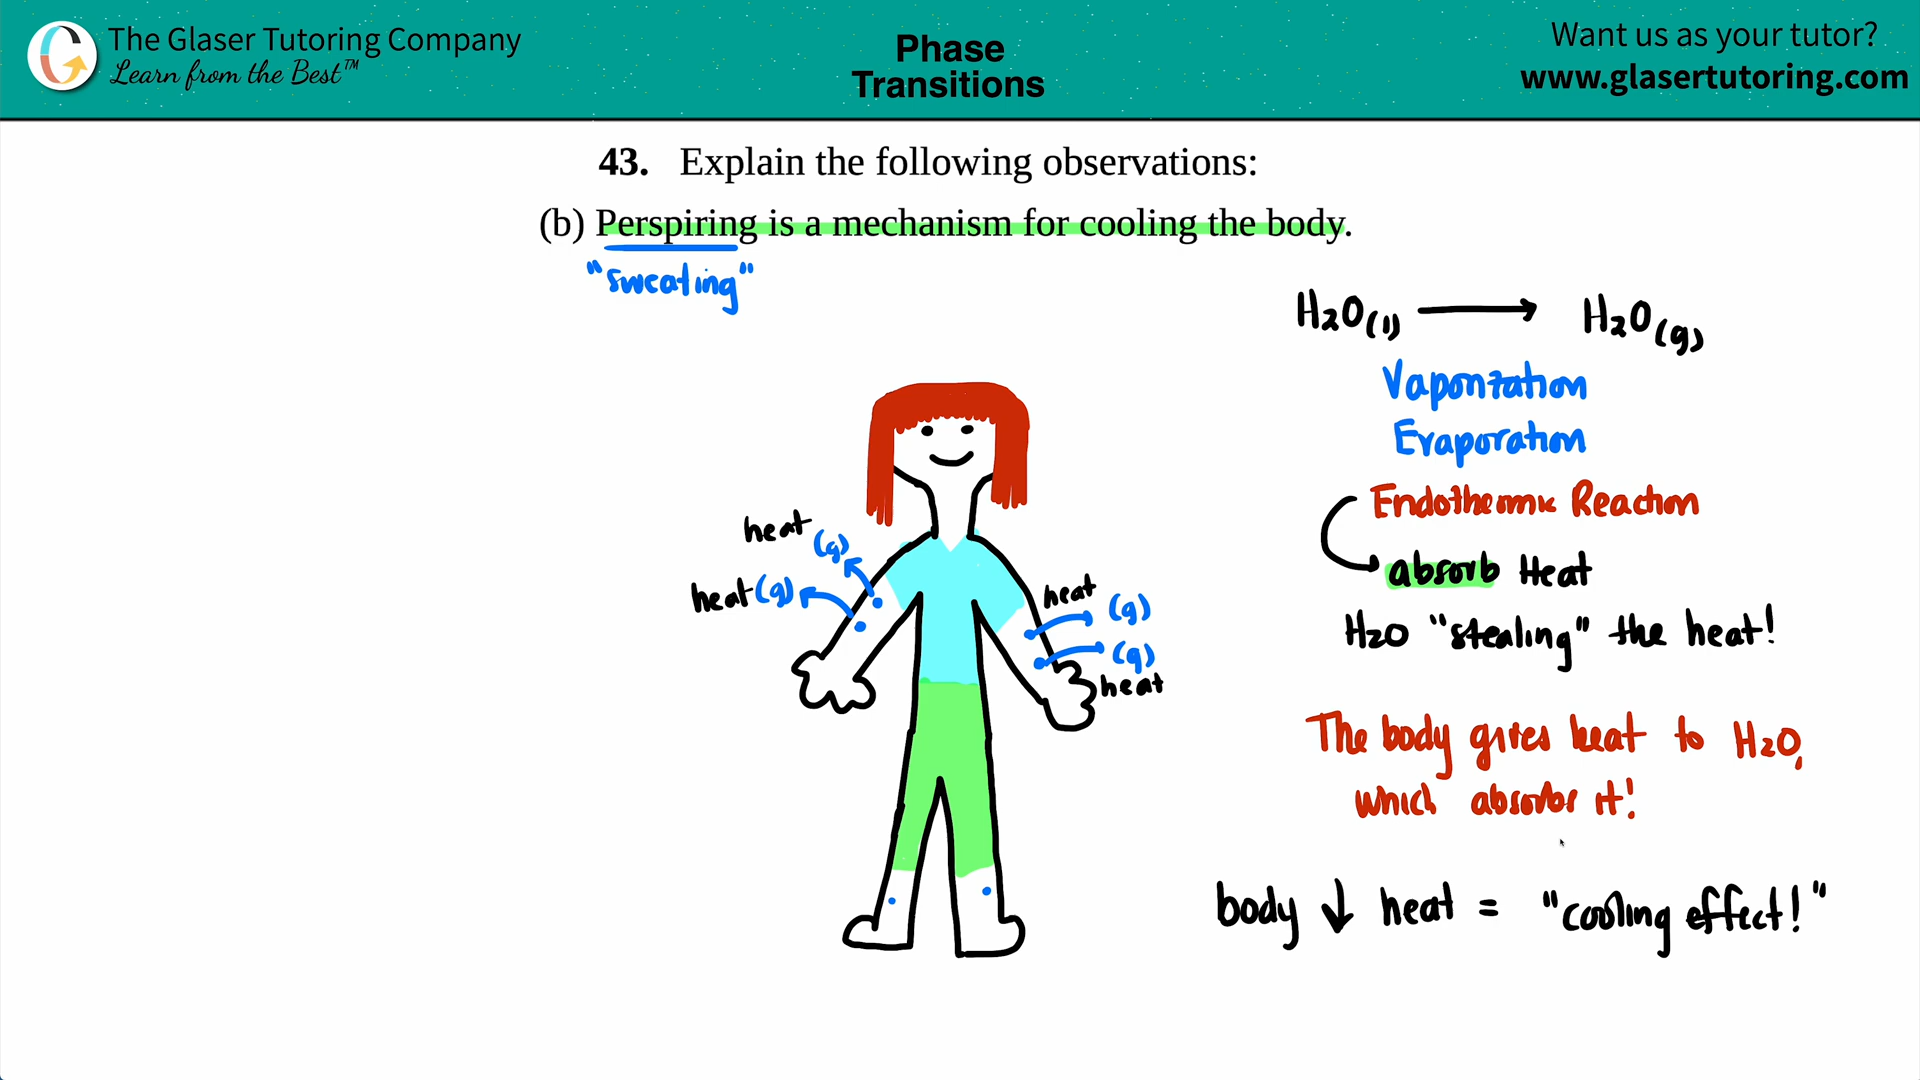 The Glaser Tutoring Company
Learn from the Best™
Phase
Transitions
Want us as your tutor?
www.glasertutoring.com
43. Explain the following observations:
(b) Perspiring is a mechanism for cooling the body.
"sweating"
H₂O(l) ⟶ H₂O(g)
Vaporization
Evaporation
Endothermic Reaction
absorb Heat
H₂O "stealing" the heat!
The body gives heat to H₂O,
which absorbs it!
body ↓ heat = "cooling effect!"
heat (g)
heat (g)
heat (g)
(g)
heat